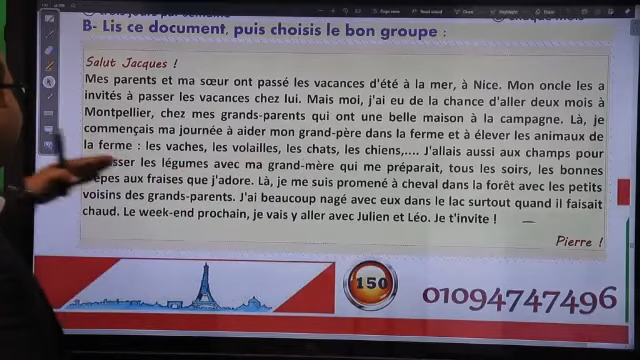 B- Lis ce document, puis choisis le bon groupe :
Salut Jacques !
Mes parents et ma sœur ont passé les vacances d'été à la mer, à Nice. Mon oncle les a
invités à passer les vacances chez lui. Mais moi, j'ai eu de la chance d'aller deux mois à
Montpellier, chez mes grands-parents qui ont une belle maison à la campagne. Là, je
commençais ma journée à aider mon grand-père dans la ferme et à élever les animaux de
la ferme : les vaches, les volailles, les chats, les chiens,.... J'allais aussi aux champs pour
les légumes avec ma grand-mère qui me préparait, tous les soirs, les bonnes
aux fraises que j'adore. Là, je me suis promené à cheval dans la forêt avec les petits
voisins des grands-parents. J'ai beaucoup nagé avec eux dans le lac surtout quand il faisait
chaud. Le week-end prochain, je vais y aller avec Julien et Léo. Je t'invite !
Pierre !
150
01094747496